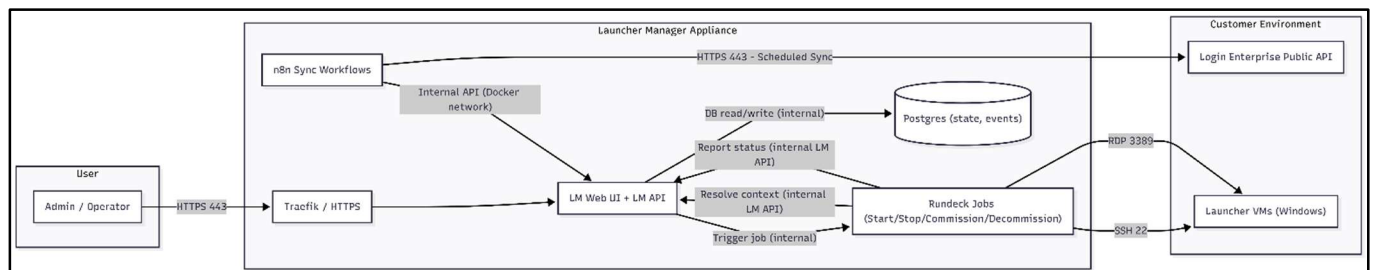 Launcher Manager Appliance
Customer Environment
n8n Sync Workflows
HTTPS 443 - Scheduled Sync
Login Enterprise Public API
Internal API (Docker
network)
DB read/write (internal)
Postgres (state, events)
RDP 3389
Report status (internal LM
API)
User
Admin / Operator
HTTPS 443
Traefik / HTTPS
LM Web UI + LM API
Resolve context (internal
LM API)
Rundeck Jobs
(Start/Stop/Commission/Decommission)
Launcher VMs (Windows)
Trigger job (internal)
SSH 22